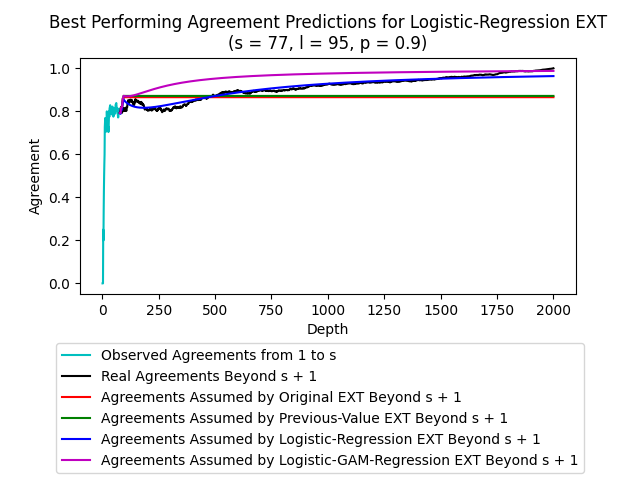 Best Performing Agreement Predictions for Logistic-Regression EXT
(s = 77, l = 95, p = 0.9)
1.0
0.8
0.6
0.4
0.2
0.0
Agreement
0 250 500 750 1000 1250 1500 1750 2000
Depth
Observed Agreements from 1 to s
Real Agreements Beyond s + 1
Agreements Assumed by Original EXT Beyond s + 1
Agreements Assumed by Previous-Value EXT Beyond s + 1
Agreements Assumed by Logistic-Regression EXT Beyond s + 1
Agreements Assumed by Logistic-GAM-Regression EXT Beyond s + 1